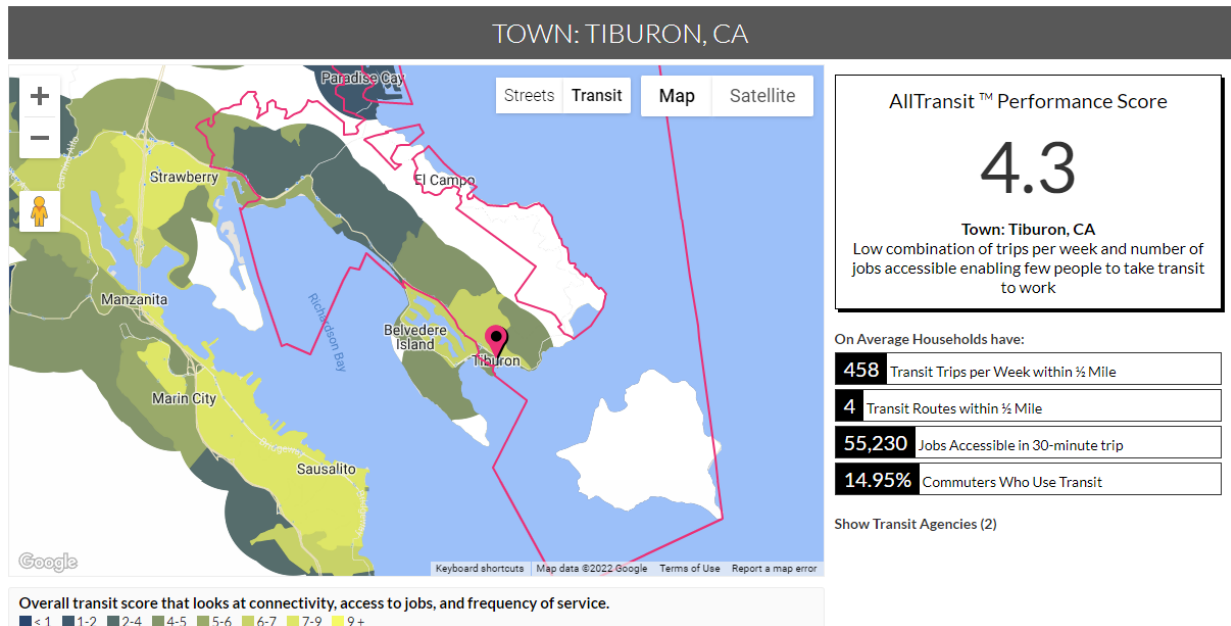 TOWN: TIBURON, CA
Paradise Cay
+
−
Streets
Transit
Map
Satellite
Strawberry
El Campo
Manzanita
Richardson Bay
Belvedere
Island
Tiburon
Marin City
Sausalito
Google
Keyboard shortcuts
Map data ©2022 Google
Terms of Use
Report a map error
Overall transit score that looks at connectivity, access to jobs, and frequency of service.
< 1 1-2 2-4 4-5 5-6 6-7 7-9 9 +
AllTransit ™ Performance Score
4.3
Town: Tiburon, CA
Low combination of trips per week and number of
jobs accessible enabling few people to take transit
to work
On Average Households have:
458 Transit Trips per Week within ½ Mile
4 Transit Routes within ½ Mile
55,230 Jobs Accessible in 30-minute trip
14.95% Commuters Who Use Transit
Show Transit Agencies (2)